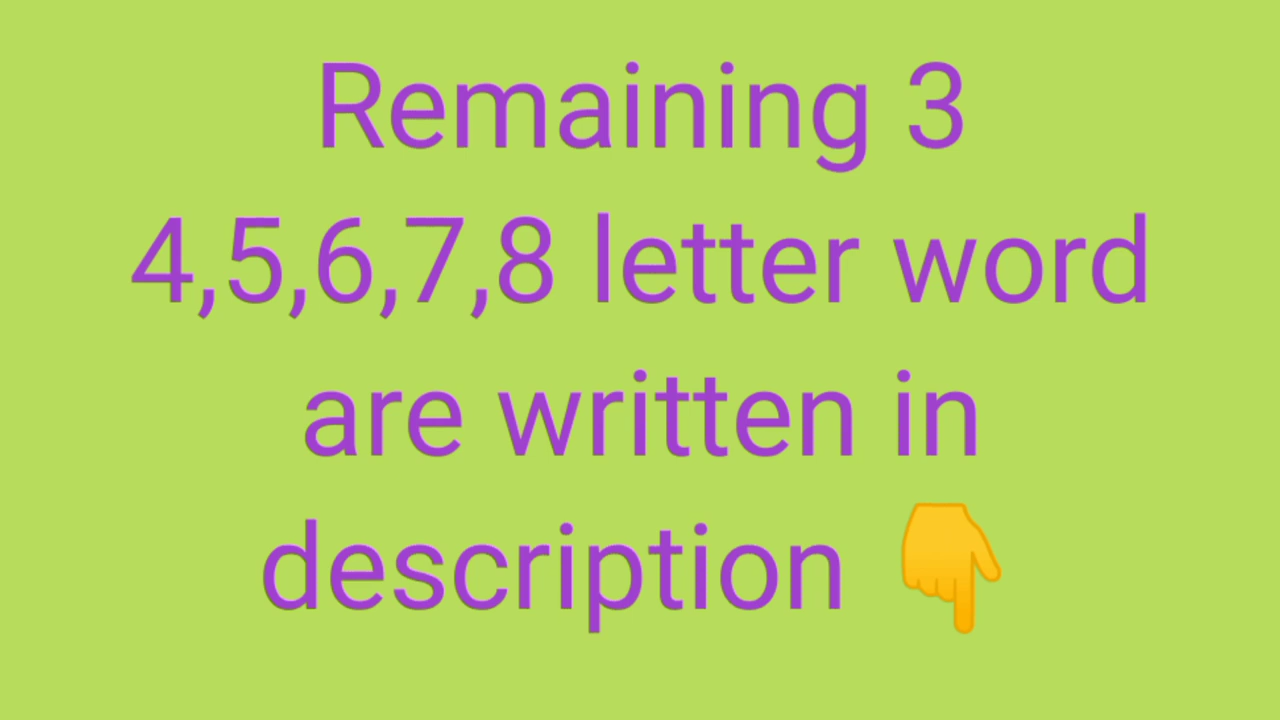 Remaining 3
4,5,6,7,8 letter word
are written in
description 👇